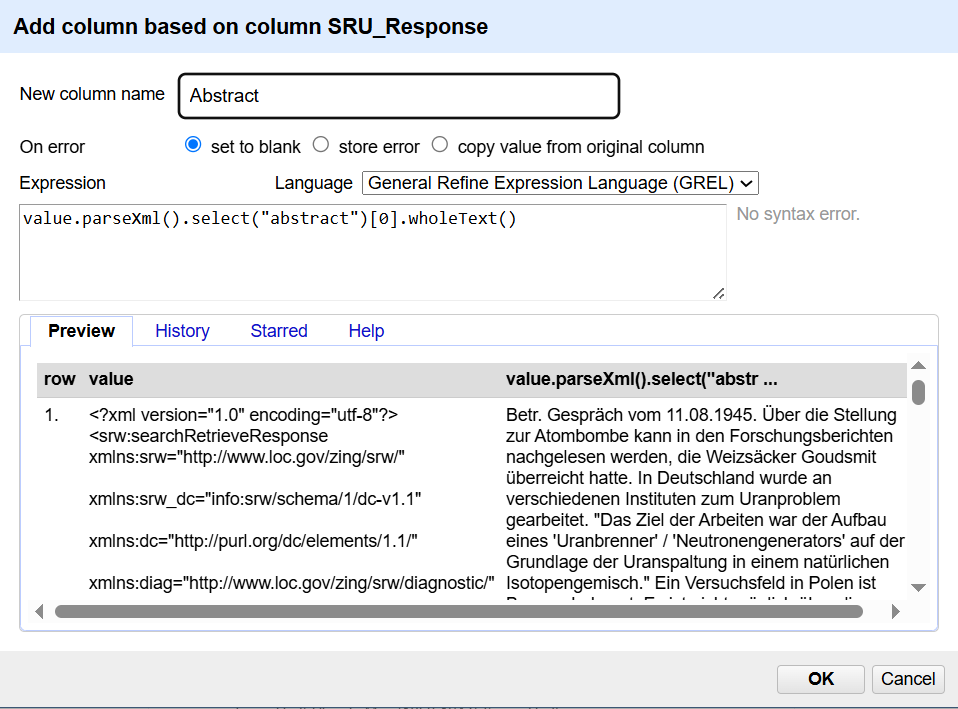 Add column based on column SRU_Response
New column name Abstract
On error set to blank store error copy value from original column
Expression Language General Refine Expression Language (GREL)
value.parseXml().select("abstract")[0].wholeText() No syntax error.
Preview History Starred Help
row value value.parseXml().select("abstr ...
1. <?xml version="1.0" encoding="utf-8"?> Betr. Gespräch vom 11.08.1945. Über die Stellung
<srw:searchRetrieveResponse zur Atombombe kann in den Forschungsberichten
xmlns:srw="http://www.loc.gov/zing/srw/" nachgelesen werden, die Weizsäcker Goudsmit
überreicht hatte. In Deutschland wurde an
xmlns:srw_dc="info:srw/schema/1/dc-v1.1" verschiedenen Instituten zum Uranproblem
gearbeitet. "Das Ziel der Arbeiten war der Aufbau
xmlns:dc="http://purl.org/dc/elements/1.1/" eines 'Uranbrenner' / 'Neutronengenerators' auf der
Grundlage der Uranspaltung in einem natürlichen
xmlns:diag="http://www.loc.gov/zing/srw/diagnostic/" Isotopengemisch." Ein Versuchsfeld in Polen ist
OK Cancel